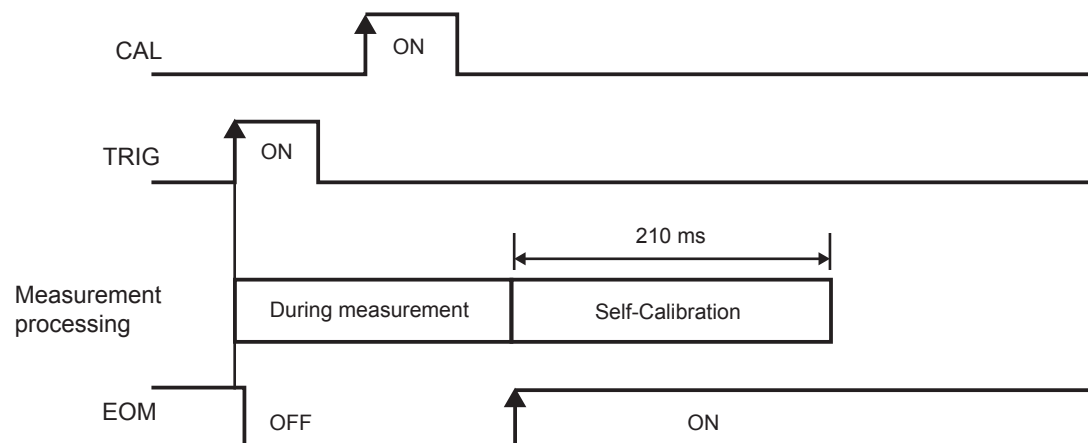 CAL
ON
TRIG
ON
210 ms
Measurement
processing
During measurement
Self-Calibration
EOM
OFF
ON